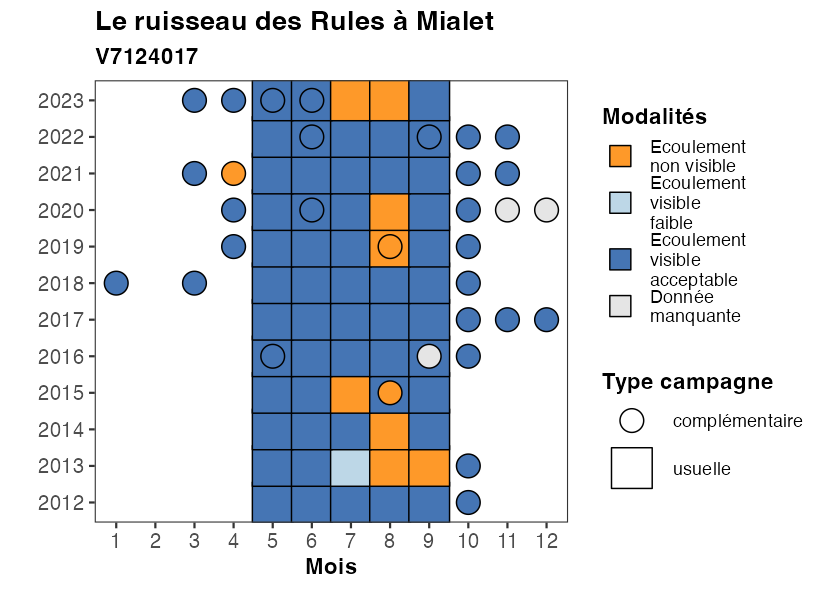 Le ruisseau des Rules à Mialet
V7124017
2023
2022
2021
2020
2019
2018
2017
2016
2015
2014
2013
2012
1 2 3 4 5 6 7 8 9 10 11 12
Mois
Modalités
Ecoulement
non visible
Ecoulement
visible
faible
Ecoulement
visible
acceptable
Donnée
manquante
Type campagne
complémentaire
usuelle